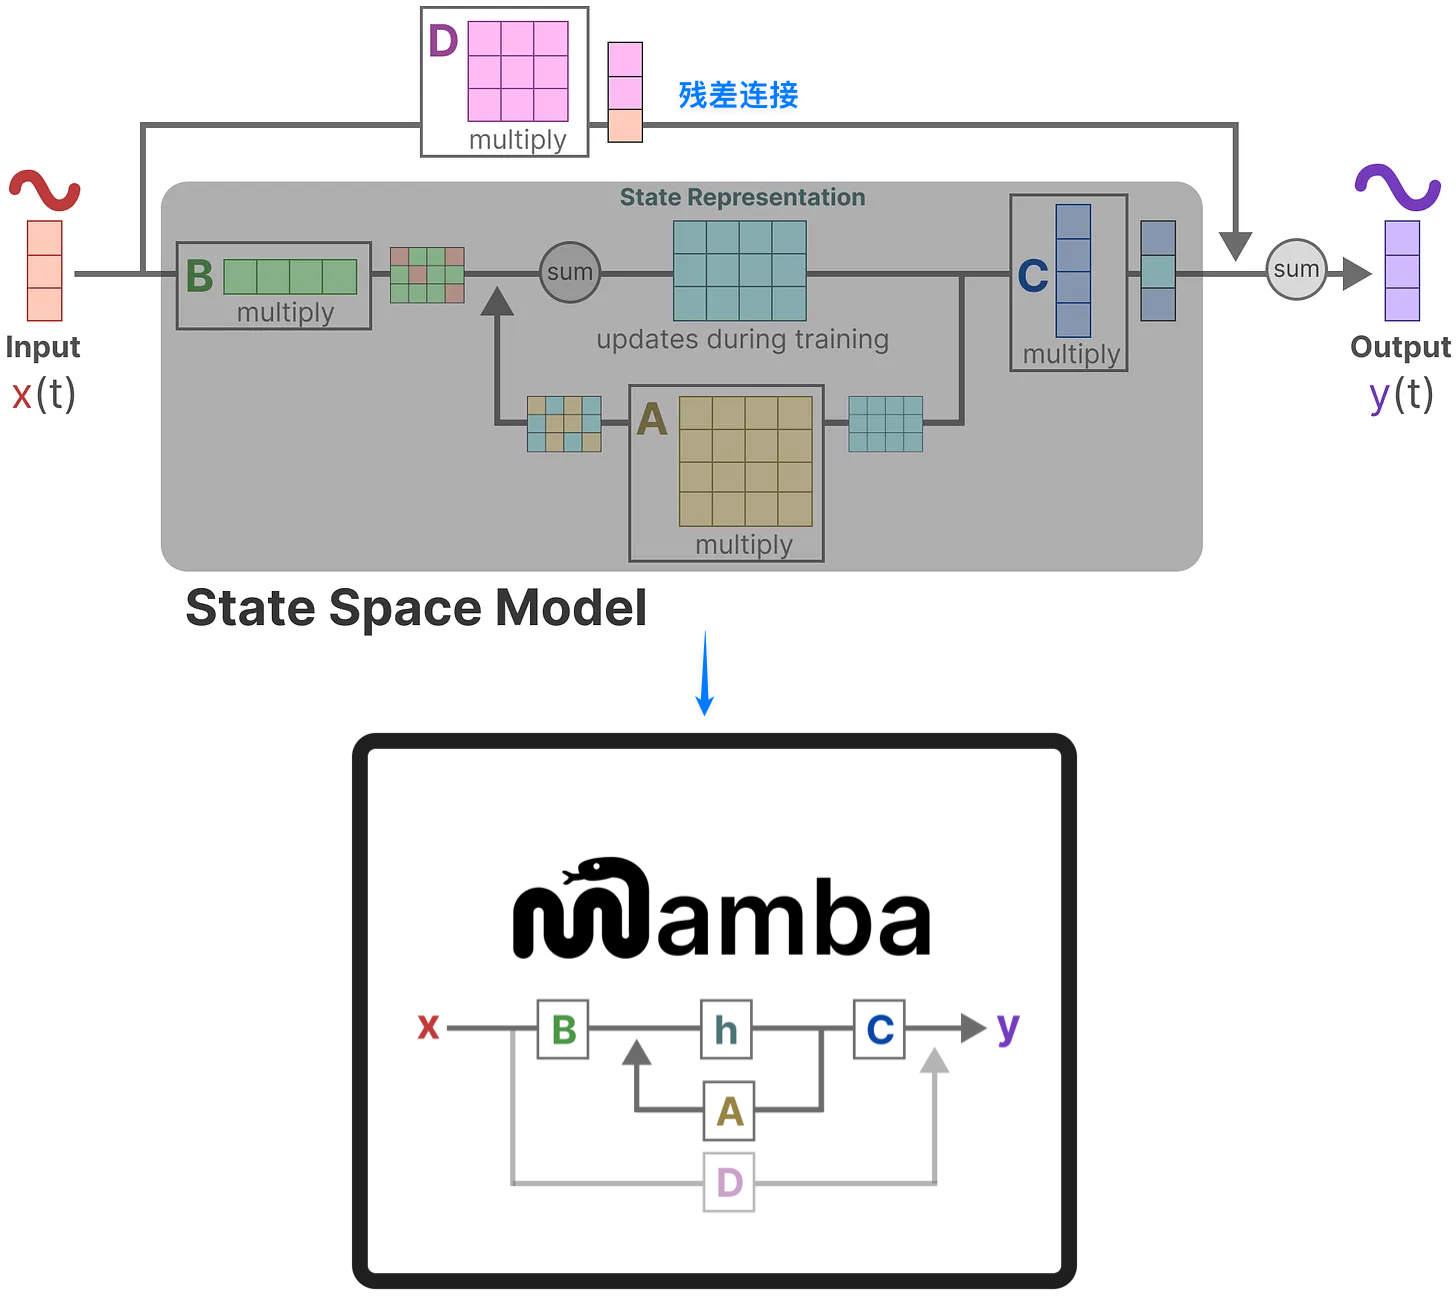 D
multiply
残差连接
State Representation
B
multiply
sum
updates during training
C
multiply
A
multiply
Input
x(t)
sum
Output
y(t)
State Space Model
mamba
x
B
h
C
y
A
D